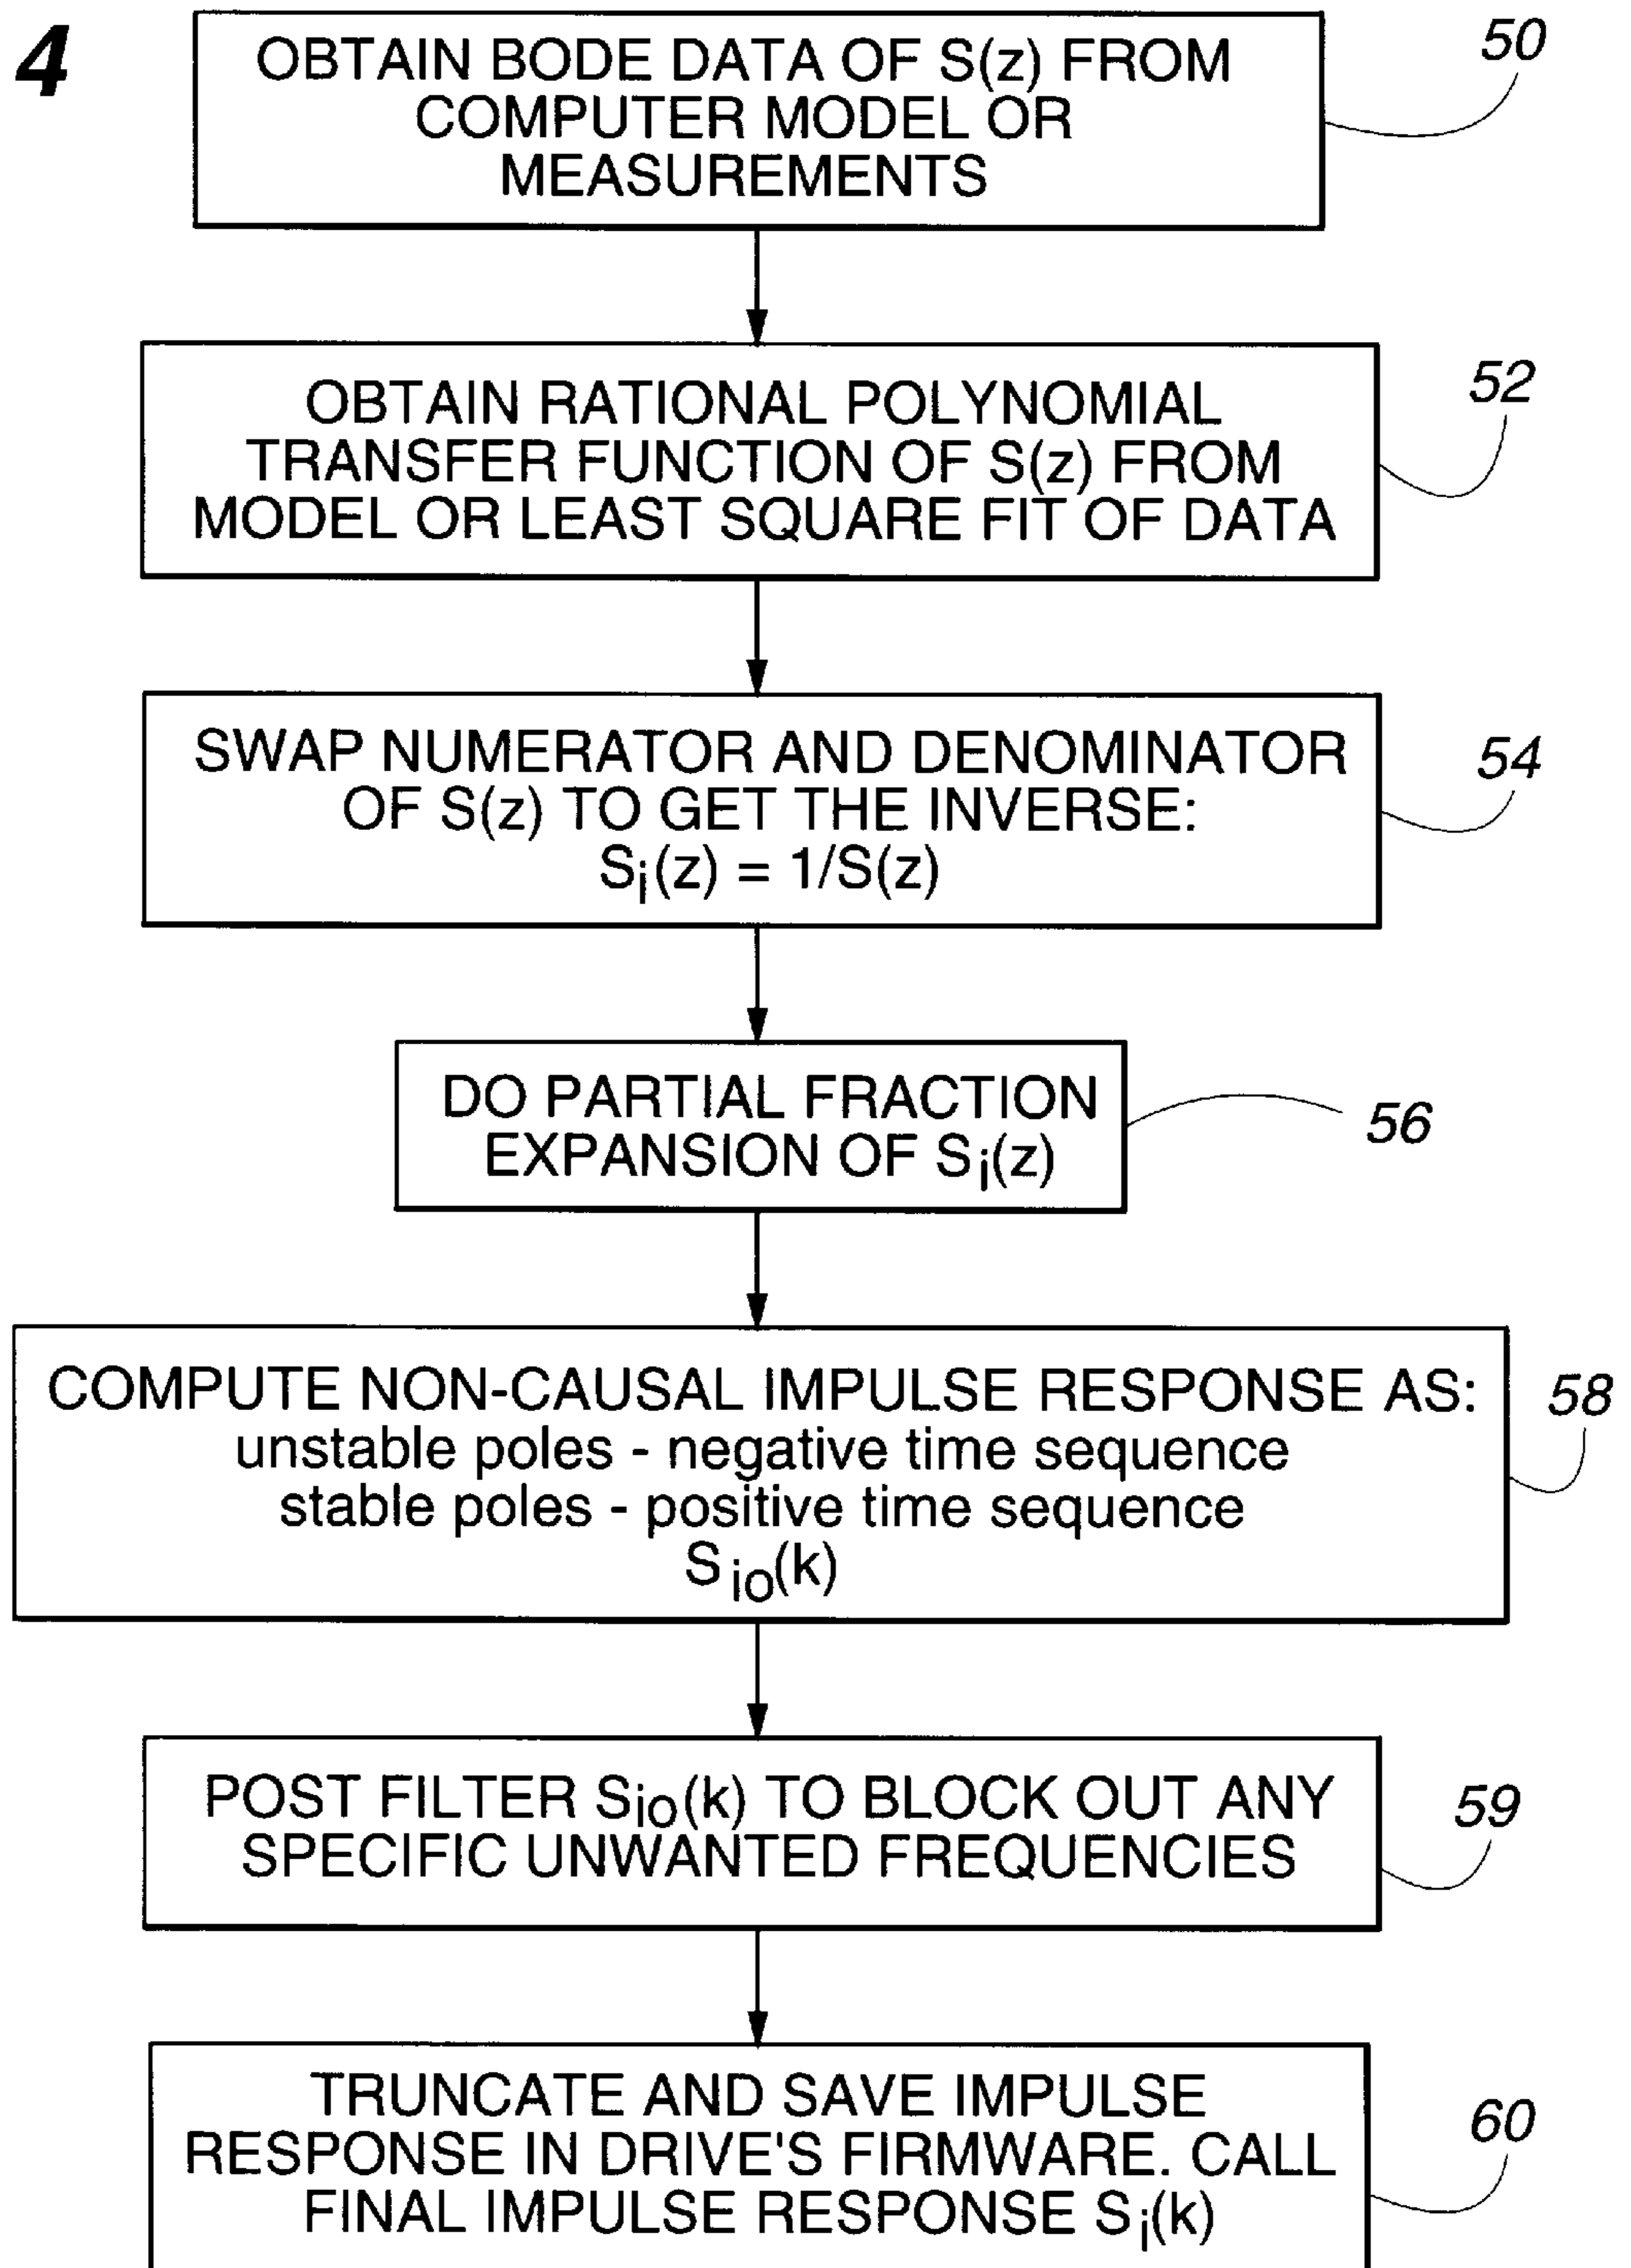 4
OBTAIN BODE DATA OF S(z) FROM
COMPUTER MODEL OR
MEASUREMENTS
50
OBTAIN RATIONAL POLYNOMIAL
TRANSFER FUNCTION OF S(z) FROM
MODEL OR LEAST SQUARE FIT OF DATA
52
SWAP NUMERATOR AND DENOMINATOR
OF S(z) TO GET THE INVERSE:
Si(z) = 1/S(z)
54
DO PARTIAL FRACTION
EXPANSION OF Si(z)
56
COMPUTE NON-CAUSAL IMPULSE RESPONSE AS:
unstable poles - negative time sequence
stable poles - positive time sequence
Sio(k)
58
POST FILTER Sio(k) TO BLOCK OUT ANY
SPECIFIC UNWANTED FREQUENCIES
59
TRUNCATE AND SAVE IMPULSE
RESPONSE IN DRIVE'S FIRMWARE. CALL
FINAL IMPULSE RESPONSE Si(k)
60